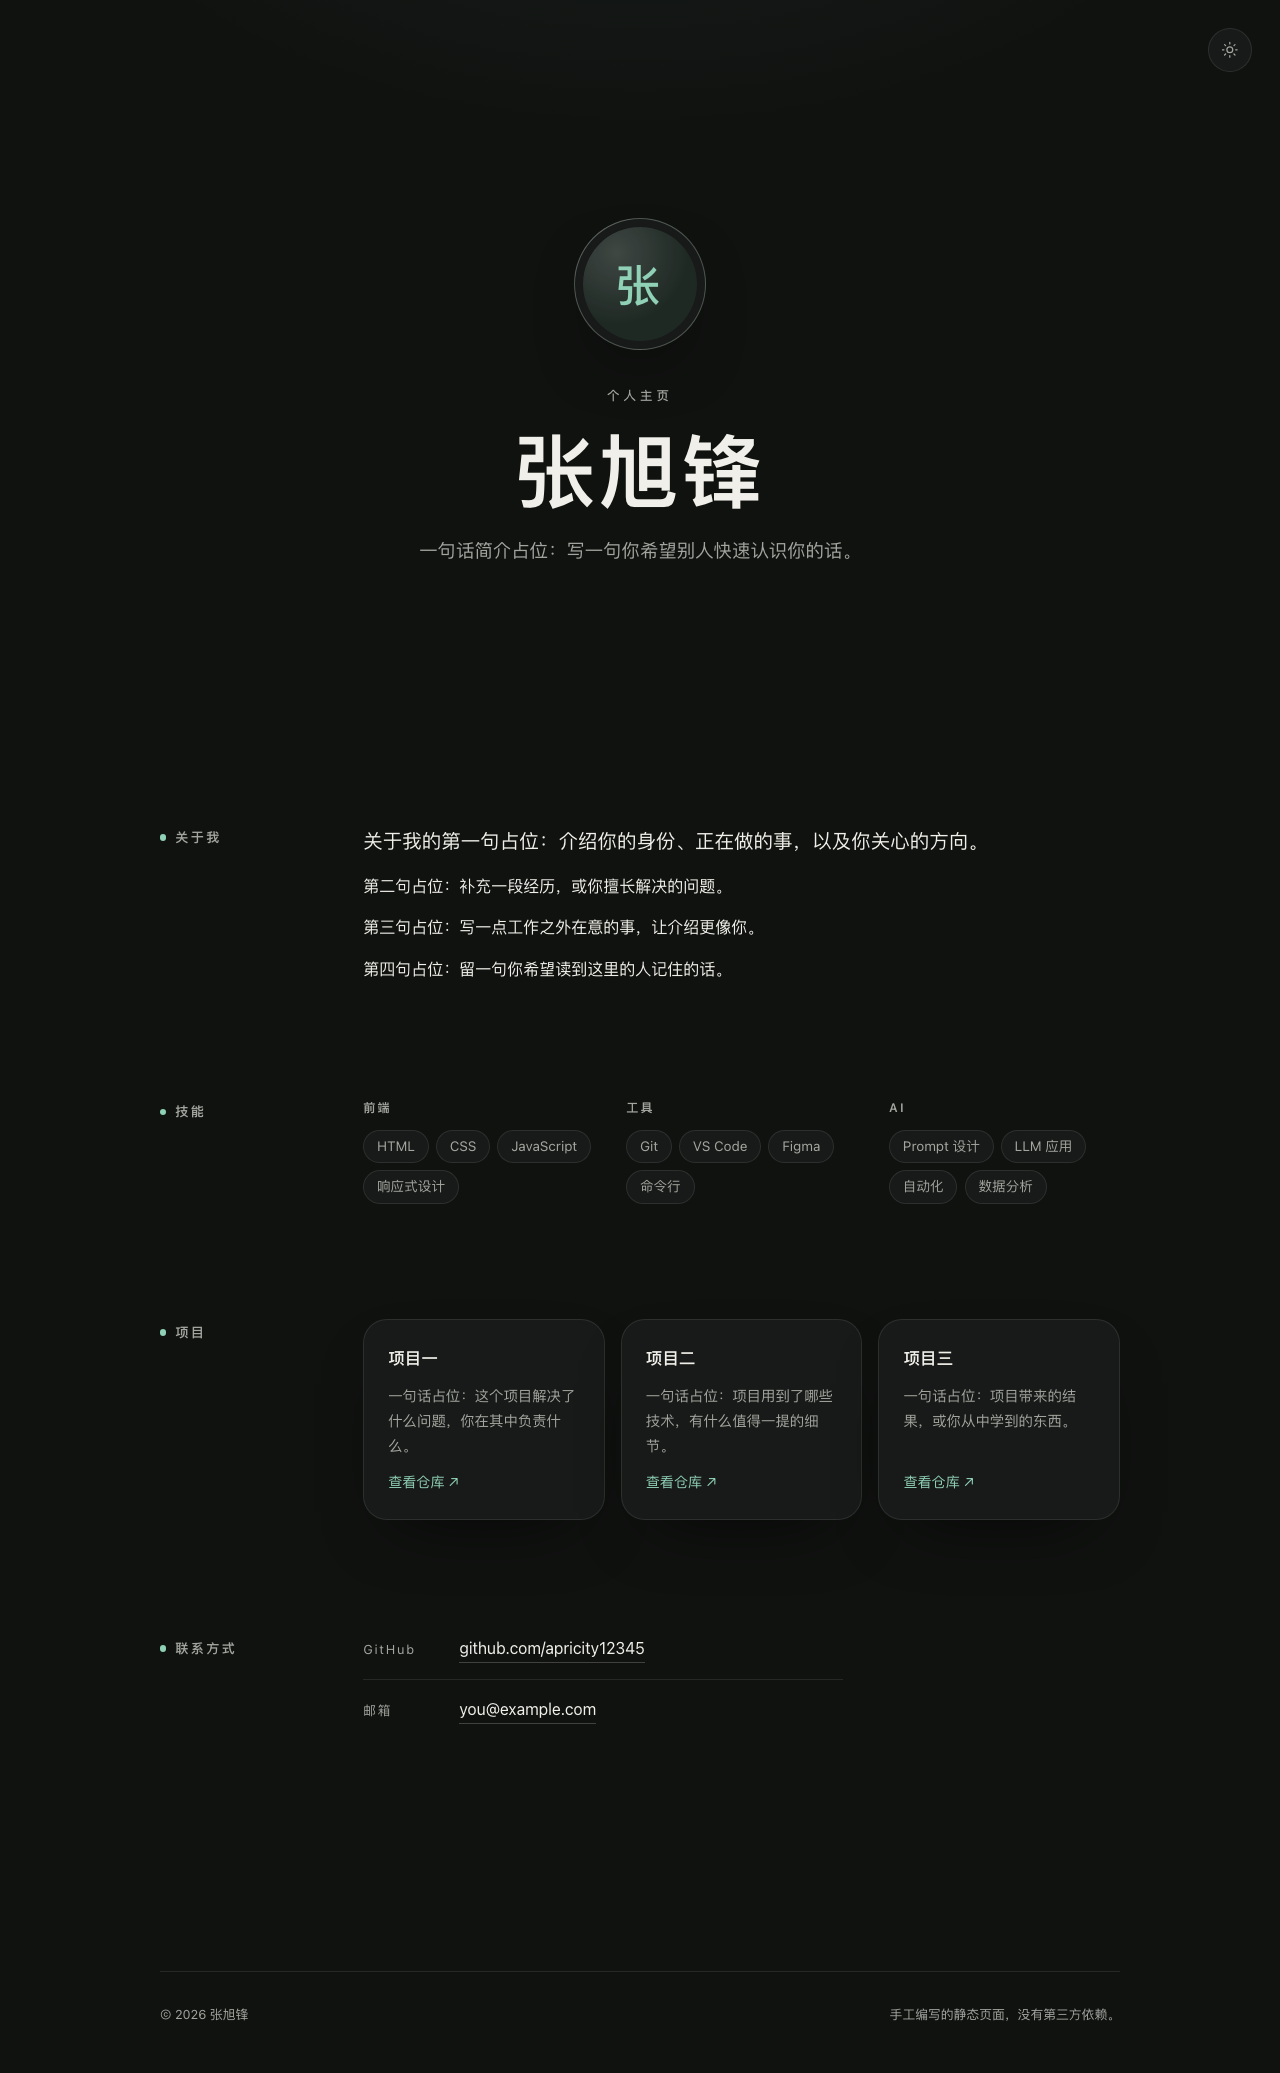 张
个人主页
张旭锋
一句话简介占位：写一句你希望别人快速认识你的话。
关于我
关于我的第一句占位：介绍你的身份、正在做的事，以及你关心的方向。
第二句占位：补充一段经历，或你擅长解决的问题。
第三句占位：写一点工作之外在意的事，让介绍更像你。
第四句占位：留一句你希望读到这里的人记住的话。
技能
前端
HTML CSS JavaScript
响应式设计
工具
Git VS Code Figma
命令行
AI
Prompt 设计 LLM 应用
自动化 数据分析
项目
项目一
一句话占位：这个项目解决了
什么问题，你在其中负责什
么。
查看仓库 ↗
项目二
一句话占位：项目用到了哪些
技术，有什么值得一提的细
节。
查看仓库 ↗
项目三
一句话占位：项目带来的结
果，或你从中学到的东西。
查看仓库 ↗
联系方式
GitHub github.com/apricity12345
邮箱 you@example.com
© 2026 张旭锋
手工编写的静态页面，没有第三方依赖。